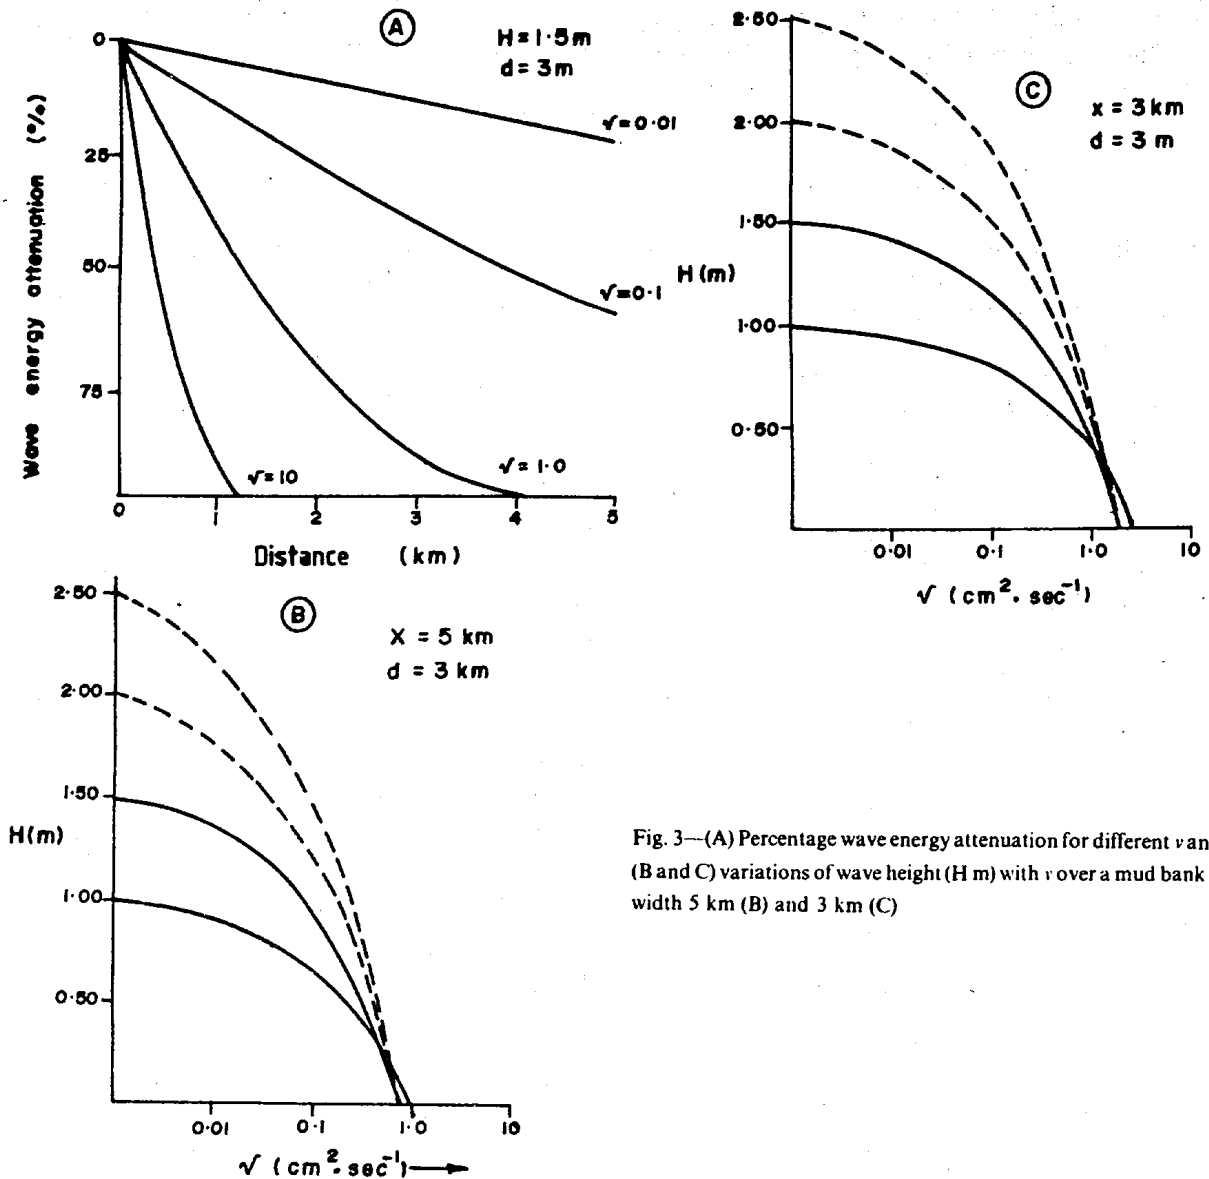 A
H=1·5m
d=3m
Wave energy attenuation (%)
0
25
50
75
√=0·01
√=0·1
√=1·0
√=10
0 1 2 3 4 5
Distance (km)
C
x = 3 km
d = 3 m
2·50
2·00
1·50
H(m)
1·00
0·50
0·01 0·1 1·0 10
√ (cm². sec⁻¹)
B
X = 5 km
d = 3 km
2·50
2·00
1·50
H(m)
1·00
0·50
0·01 0·1 1·0 10
√ (cm². sec⁻¹)
Fig. 3—(A) Percentage wave energy attenuation for different ν an
(B and C) variations of wave height (H m) with ν over a mud bank
width 5 km (B) and 3 km (C)